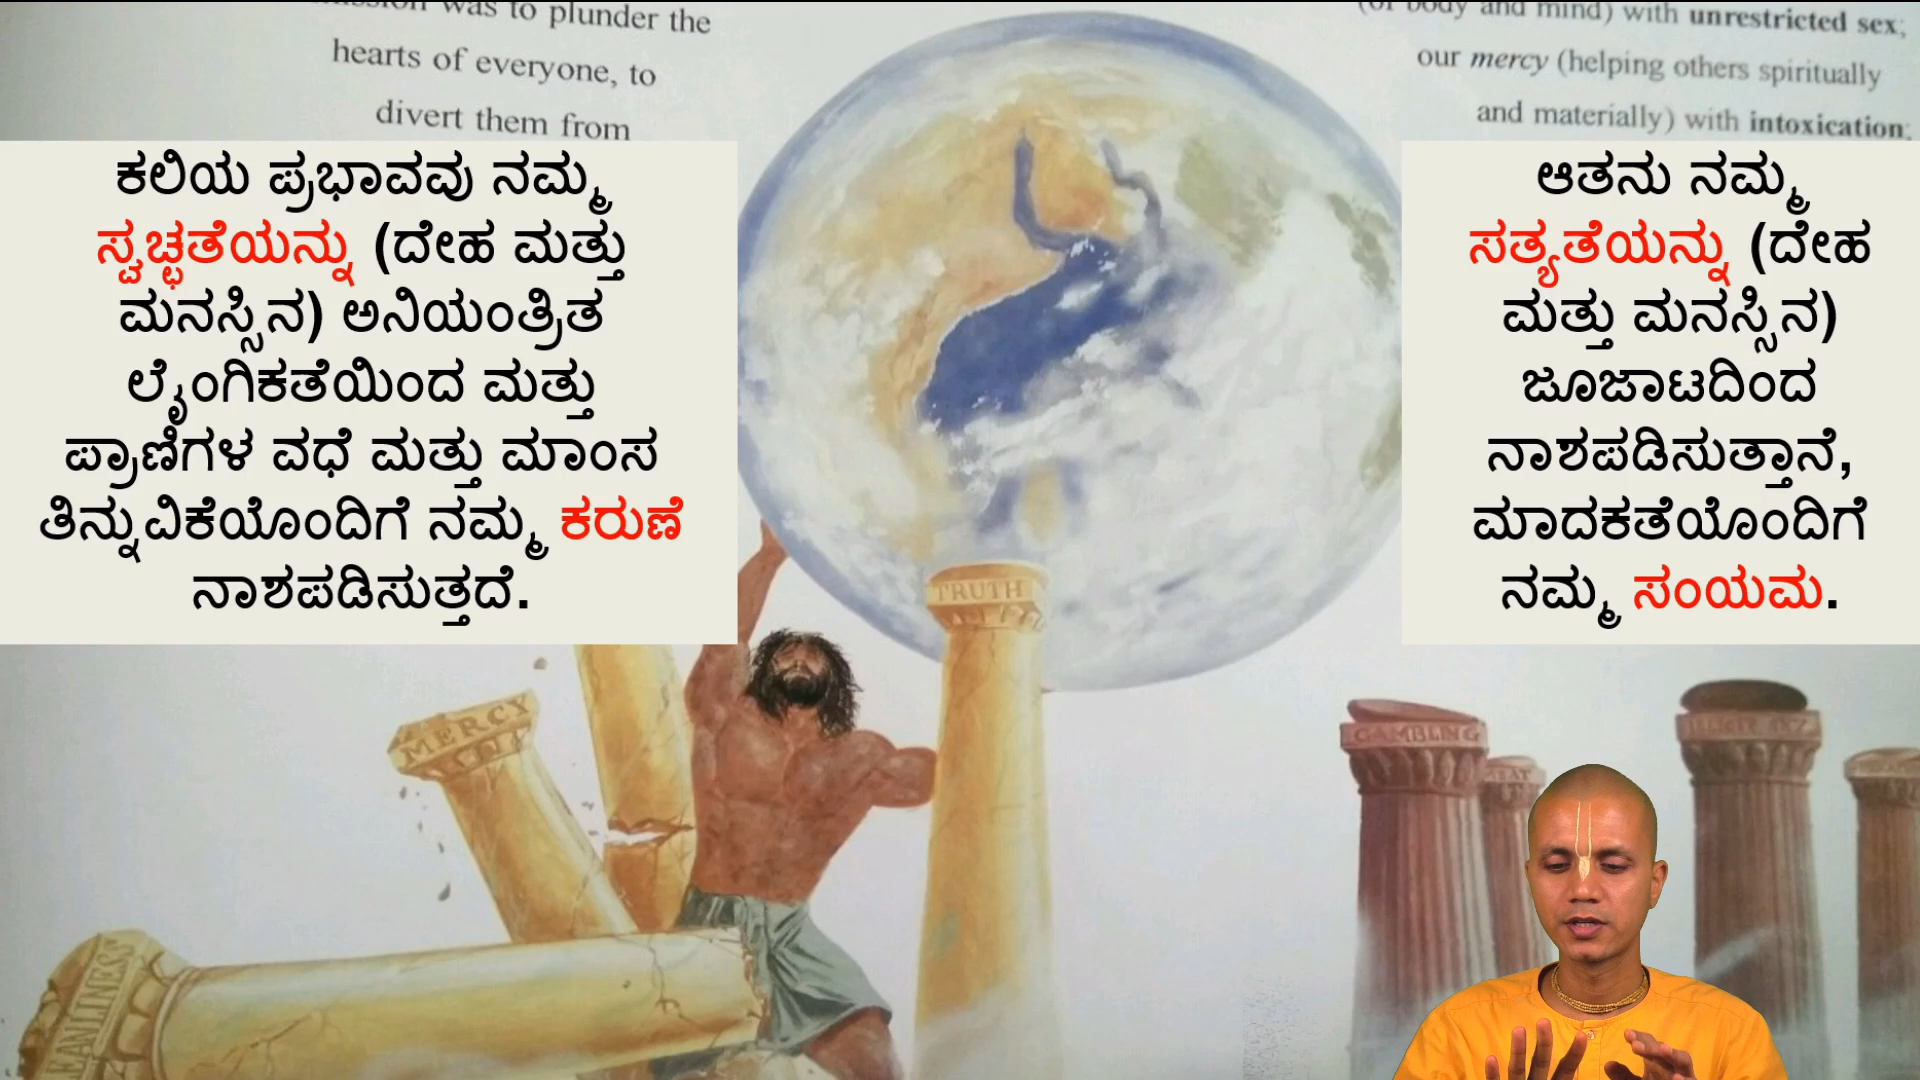 was to plunder the
hearts of everyone, to
divert them from
ಕಲಿಯ ಪ್ರಭಾವವು ನಮ್ಮ
ಸ್ವಚ್ಛತೆಯನ್ನು (ದೇಹ ಮತ್ತು
ಮನಸ್ಸಿನ) ಅನಿಯಂತ್ರಿತ
ಲೈಂಗಿಕತೆಯಿಂದ ಮತ್ತು
ಪ್ರಾಣಿಗಳ ವಧೆ ಮತ್ತು ಮಾಂಸ
ತಿನ್ನುವಿಕೆಯೊಂದಿಗೆ ನಮ್ಮ ಕರುಣೆ
ನಾಶಪಡಿಸುತ್ತದೆ.
(of body and mind) with unrestricted sex;
our mercy (helping others spiritually
and materially) with intoxication;
ಆತನು ನಮ್ಮ
ಸತ್ಯತೆಯನ್ನು (ದೇಹ
ಮತ್ತು ಮನಸ್ಸಿನ)
ಜೂಜಾಟದಿಂದ
ನಾಶಪಡಿಸುತ್ತಾನೆ,
ಮಾದಕತೆಯೊಂದಿಗೆ
ನಮ್ಮ ಸಂಯಮ.
TRUTH
MERCY
GAMBLING